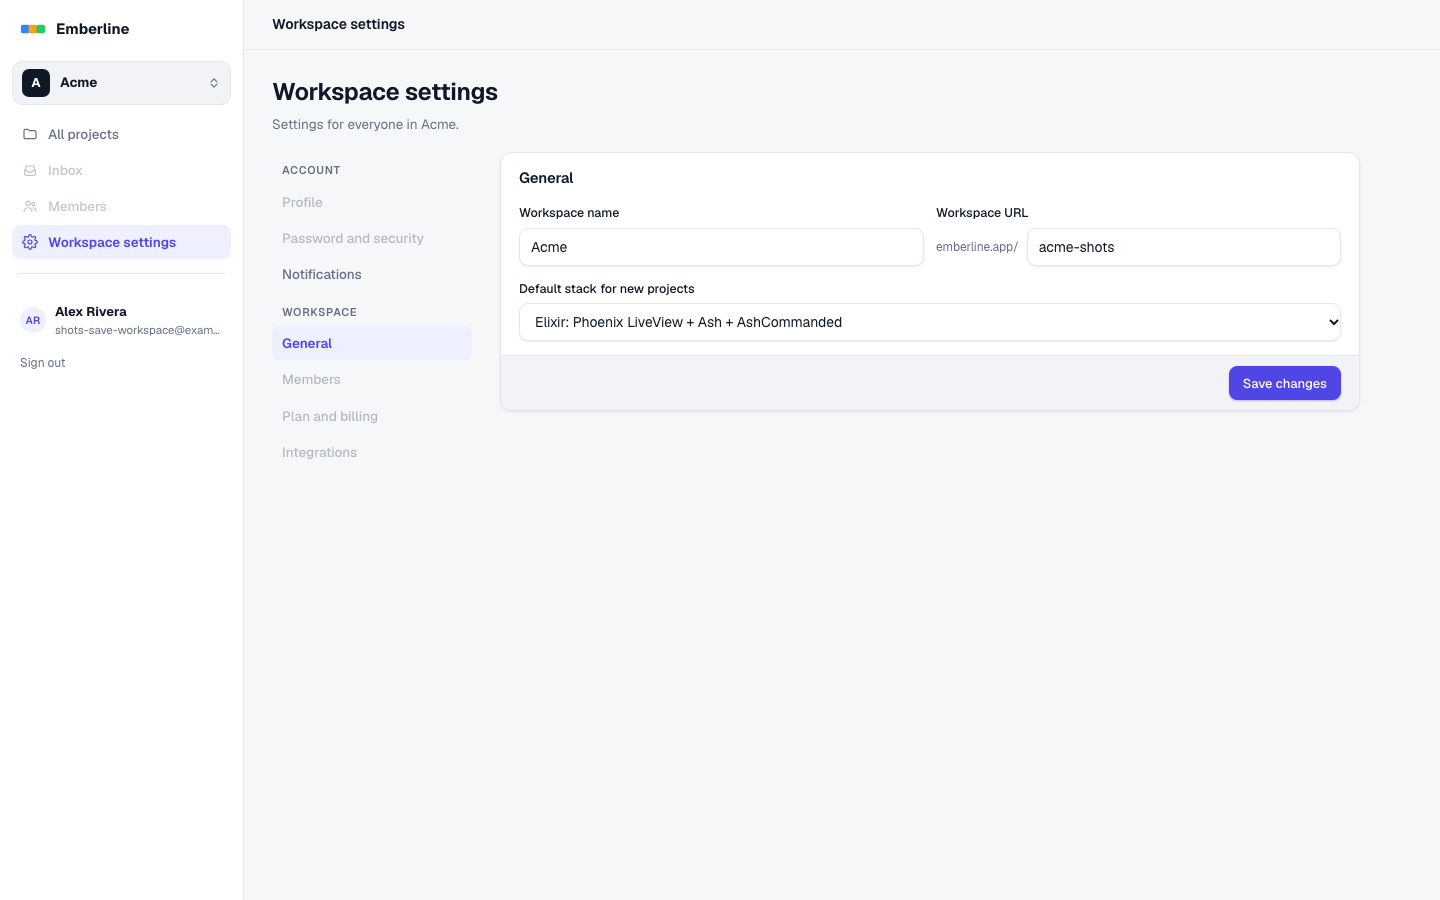 Emberline
A Acme
All projects
Inbox
Members
Workspace settings
AR Alex Rivera
shots-save-workspace@exam...
Sign out
Workspace settings
Workspace settings
Settings for everyone in Acme.
ACCOUNT
Profile
Password and security
Notifications
WORKSPACE
General
Members
Plan and billing
Integrations
General
Workspace name
Acme
Workspace URL
emberline.app/ acme-shots
Default stack for new projects
Elixir: Phoenix LiveView + Ash + AshCommanded
Save changes